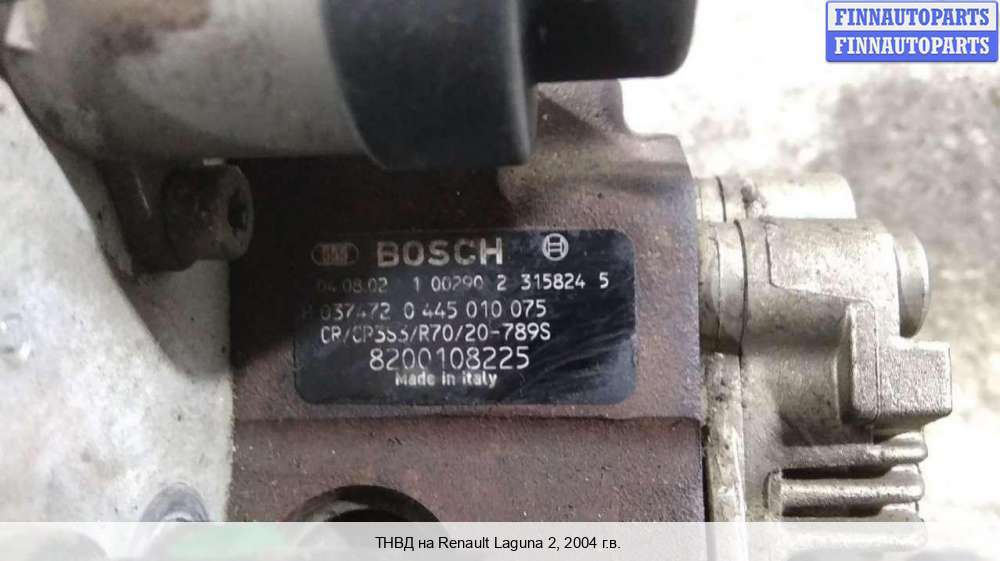 FINNAUTOPARTS
FINNAUTOPARTS
BOSCH
04.08.02 1 00290 2 315824 5
037472 0 445 010 075
CR/CP3S3/R70/20-789S
8200108225
Made in Italy
ТНВД на Renault Laguna 2, 2004 г.в.